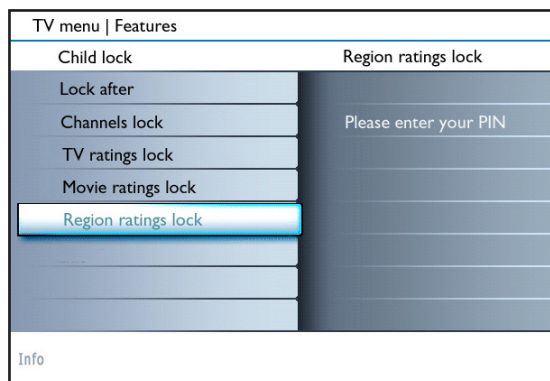 TV menu | Features
Child lock
Region ratings lock
Lock after
Channels lock
Please enter your PIN
TV ratings lock
Movie ratings lock
Region ratings lock
Info